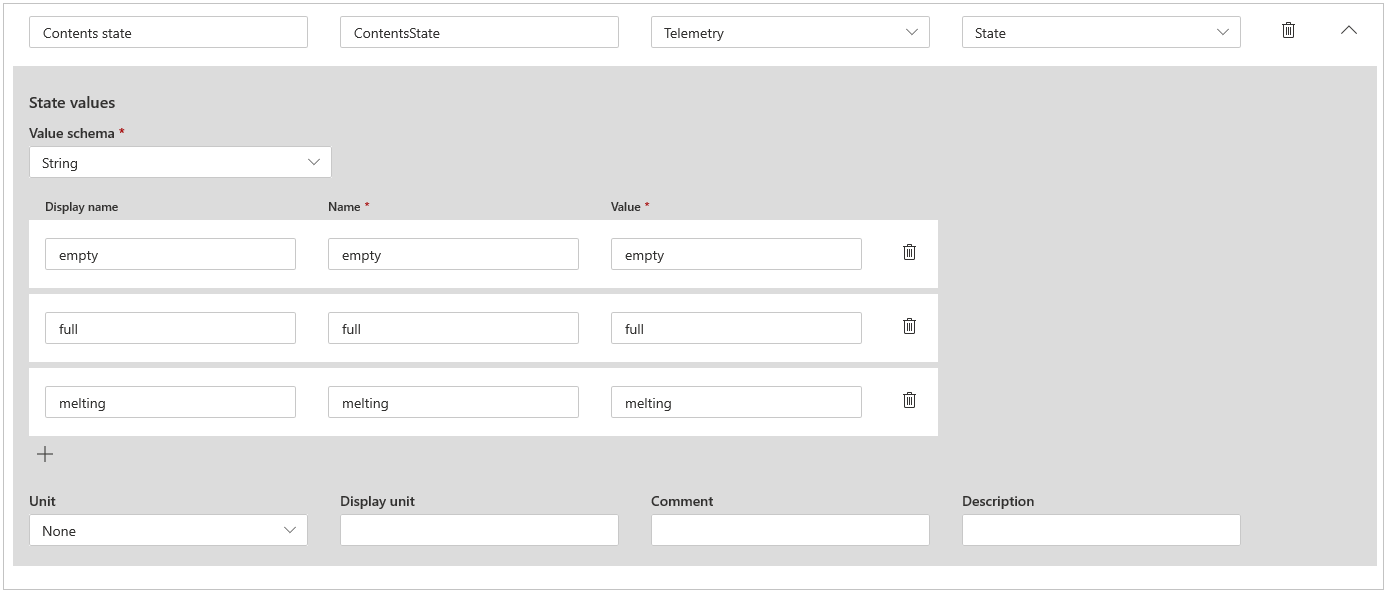 Contents state ContentsState Telemetry State
State values
Value schema *
String
Display name Name * Value *
empty empty empty
full full full
melting melting melting
Unit Display unit Comment Description
None